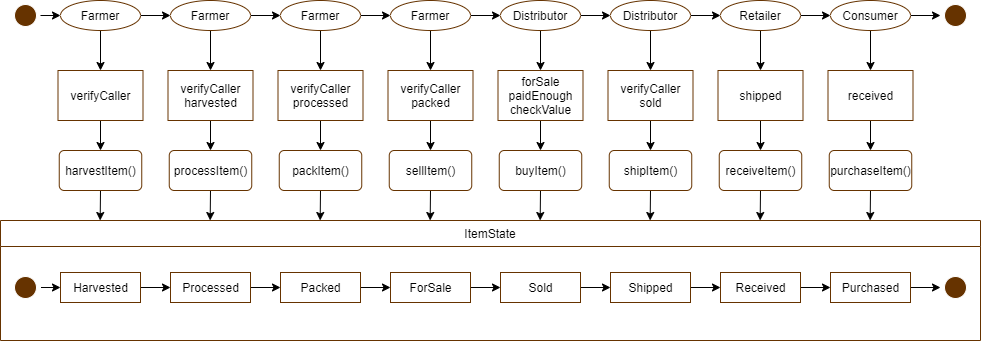 Farmer
Farmer
Farmer
Farmer
Distributor
Distributor
Retailer
Consumer
verifyCaller
verifyCaller
harvested
verifyCaller
processed
verifyCaller
packed
forSale
paidEnough
checkValue
verifyCaller
sold
shipped
received
harvestItem()
processItem()
packItem()
sellItem()
buyItem()
shipItem()
receiveItem()
purchaseItem()
ItemState
Harvested
Processed
Packed
ForSale
Sold
Shipped
Received
Purchased